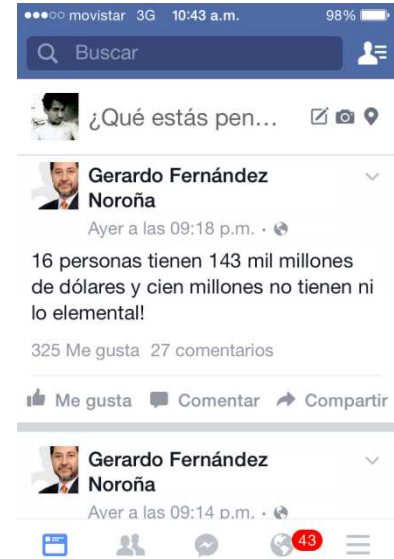 movistar 3G 10:43 a.m. 98%
Buscar
¿Qué estás pen...
Gerardo Fernández
Noroña
Ayer a las 09:18 p.m. ·
16 personas tienen 143 mil millones
de dólares y cien millones no tienen ni
lo elemental!
325 Me gusta 27 comentarios
Me gusta Comentar Compartir
Gerardo Fernández
Noroña
Ayer a las 09:14 p.m. ·
43